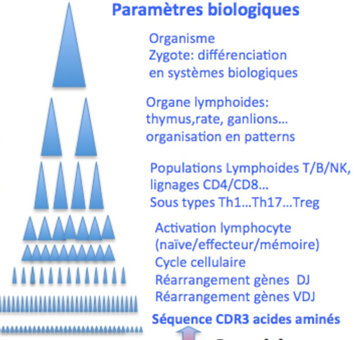 Paramètres biologiques
Organisme
Zygote: différenciation
en systèmes biologiques
Organe lymphoides:
thymus,rate, ganlions...
organisation en patterns
Populations Lymphoides T/B/NK,
lignages CD4/CD8...
Sous types Th1...Th17...Treg
Activation lymphocyte
(naïve/effecteur/mémoire)
Cycle cellulaire
Réarrangement gènes DJ
Réarrangement gènes VDJ
Séquence CDR3 acides aminés